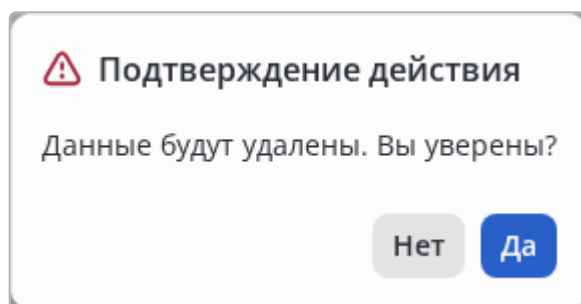 Подтверждение действия
Данные будут удалены. Вы уверены?
Нет Да